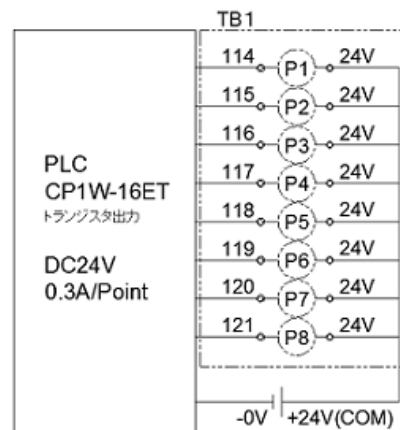 TB1
114 P1 24V
115 P2 24V
116 P3 24V
117 P4 24V
118 P5 24V
119 P6 24V
120 P7 24V
121 P8 24V
PLC
CP1W-16ET
トランジスタ出力
DC24V
0.3A/Point
-0V +24V(COM)